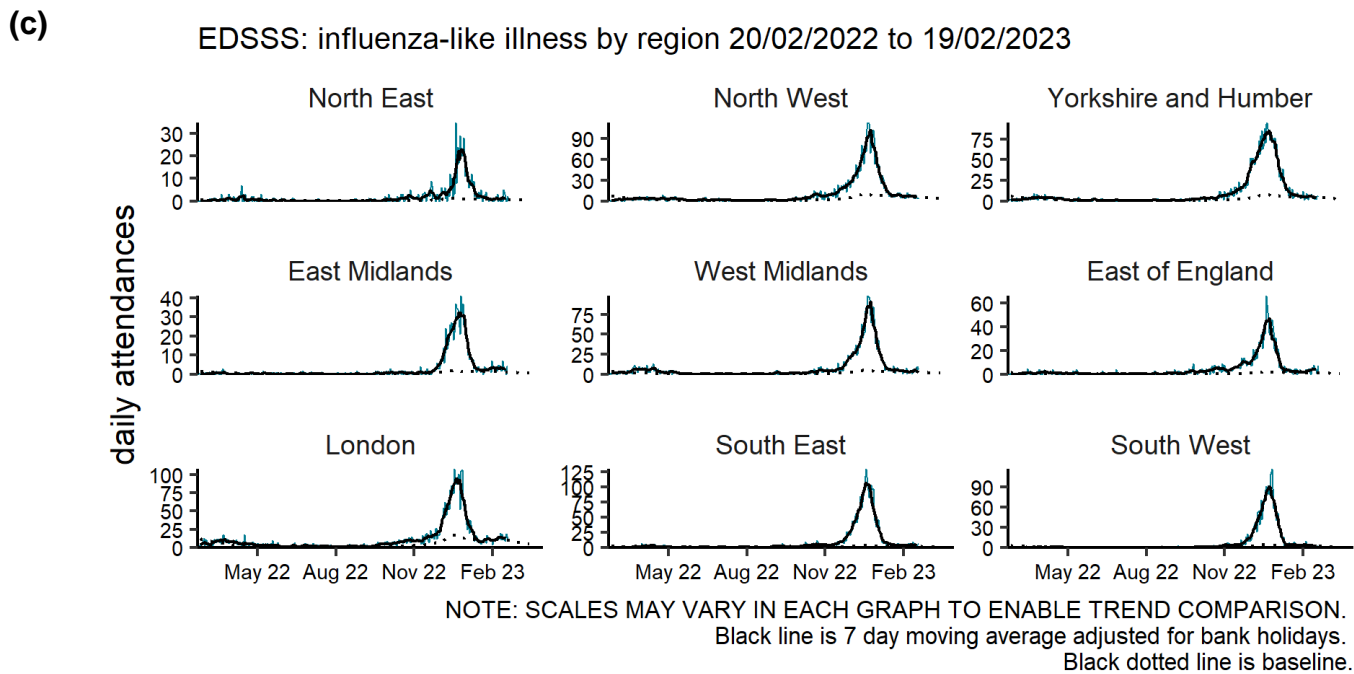 (c)
EDSSS: influenza-like illness by region 20/02/2022 to 19/02/2023
daily attendances
North East
30
20
10
0
North West
90
60
30
0
Yorkshire and Humber
75
50
25
0
East Midlands
40
30
20
10
0
West Midlands
75
50
25
0
East of England
60
40
20
0
London
100
75
50
25
0
May 22 Aug 22 Nov 22 Feb 23
South East
125
100
75
50
25
0
May 22 Aug 22 Nov 22 Feb 23
South West
90
60
30
0
May 22 Aug 22 Nov 22 Feb 23
NOTE: SCALES MAY VARY IN EACH GRAPH TO ENABLE TREND COMPARISON.
Black line is 7 day moving average adjusted for bank holidays.
Black dotted line is baseline.